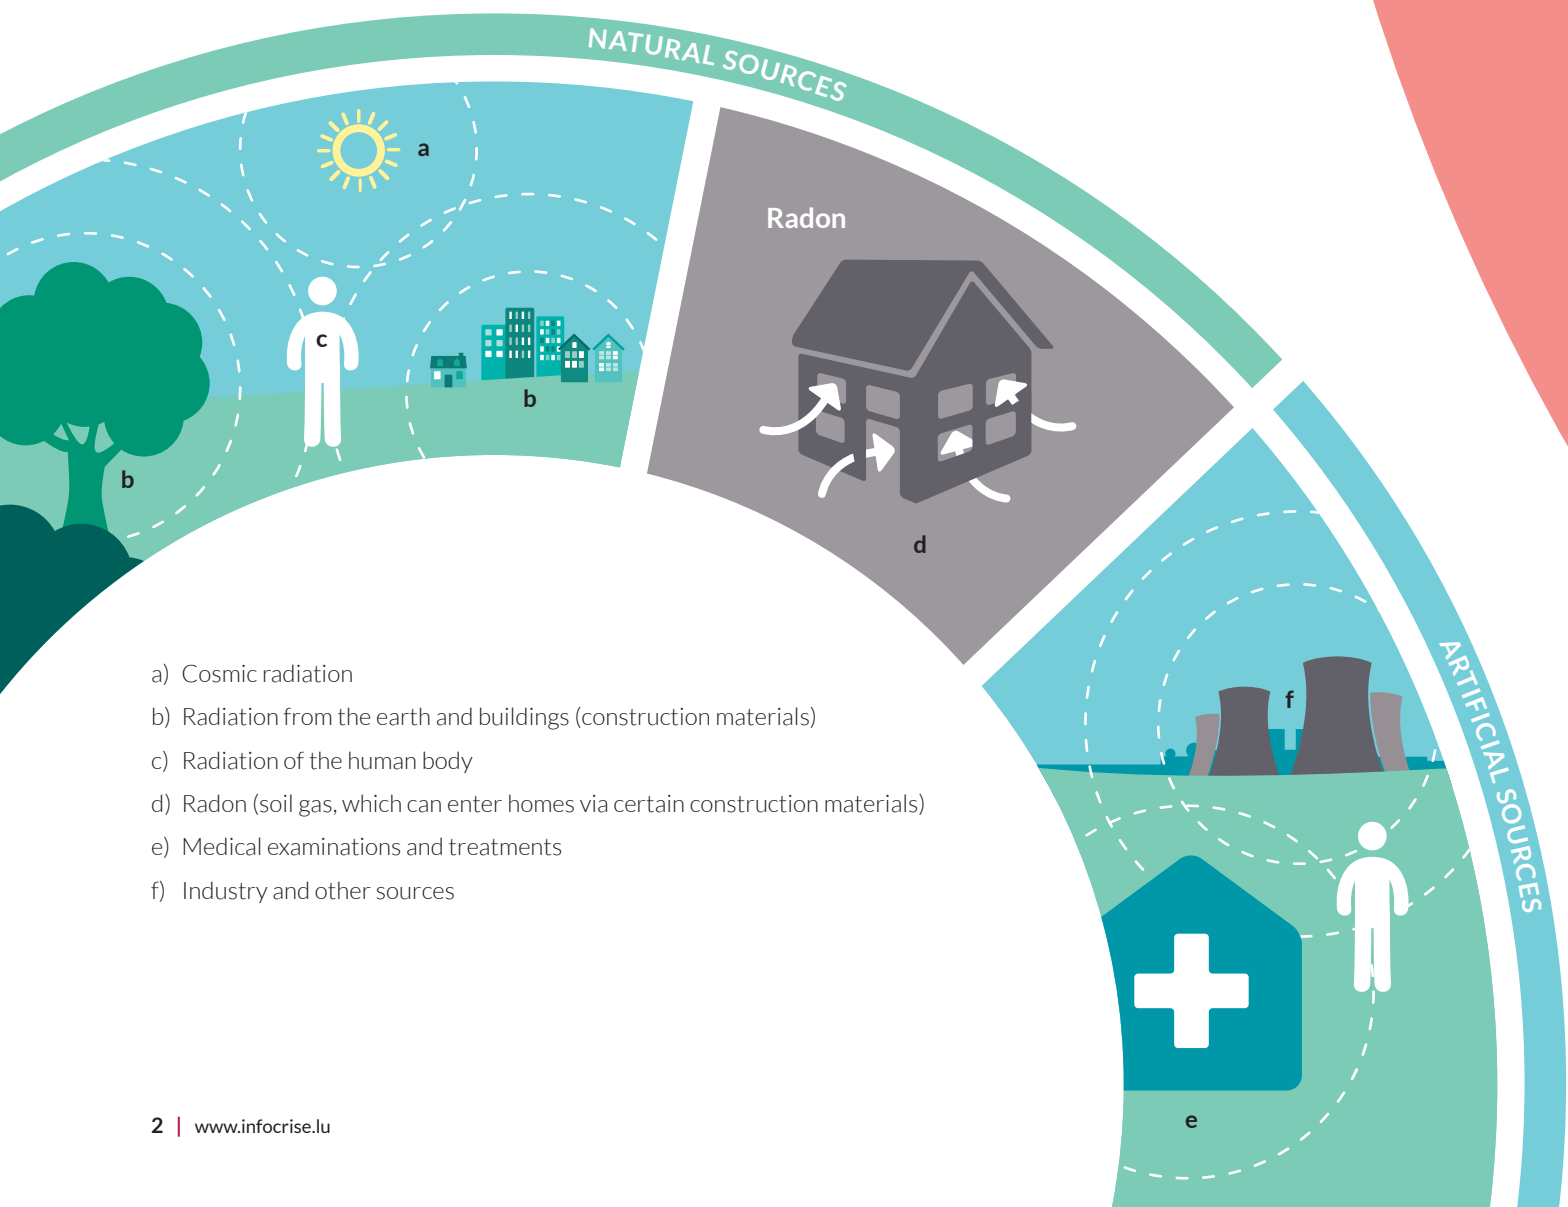 NATURAL SOURCES
a
Radon
c
b
b
d
ARTIFICIAL SOURCES
f
a) Cosmic radiation
b) Radiation from the earth and buildings (construction materials)
c) Radiation of the human body
d) Radon (soil gas, which can enter homes via certain construction materials)
e) Medical examinations and treatments
f) Industry and other sources
e
2 | www.infocrise.lu